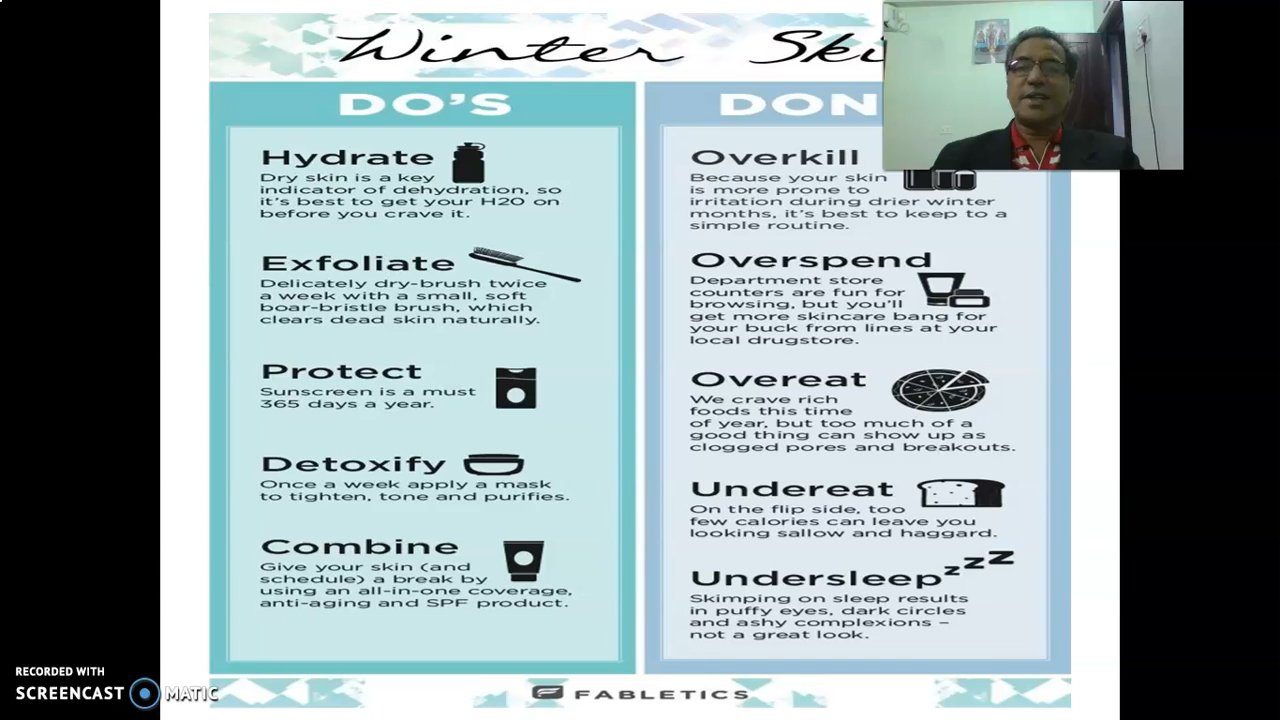 Winter Ski
DO'S
Hydrate
Dry skin is a key
indicator of dehydration, so
it's best to get your H20 on
before you crave it.
Exfoliate
Delicately dry-brush twice
a week with a small, soft
boar-bristle brush, which
clears dead skin naturally.
Protect
Sunscreen is a must
365 days a year.
Detoxify
Once a week apply a mask
to tighten, tone and purifies.
Combine
Give your skin (and
schedule) a break by
using an all-in-one coverage,
anti-aging and SPF product.
DON
Overkill
Because your skin
is more prone to
irritation during drier winter
months, it's best to keep to a
simple routine.
Overspend
Department store
counters are fun for
browsing, but you'll
get more skincare bang for
your buck from lines at your
local drugstore.
Overeat
We crave rich
foods this time
of year, but too much of a
good thing can show up as
clogged pores and breakouts.
Undereat
On the flip side, too
few calories can leave you
looking sallow and haggard.
Undersleep zzz
Skimping on sleep results
in puffy eyes, dark circles
and ashy complexions –
not a great look.
FABLETICS
RECORDED WITH
SCREENCAST MATIC